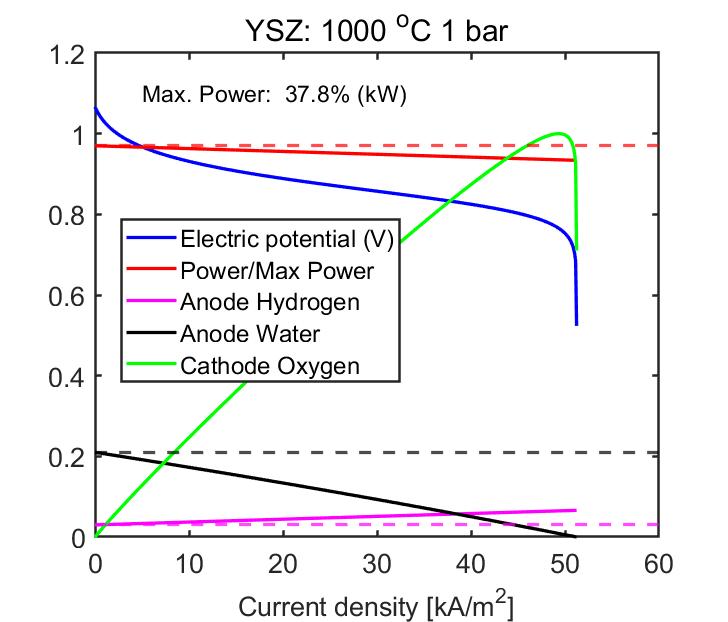 YSZ: 1000 °C 1 bar
Max. Power: 37.8% (kW)
1.2
1
0.8
0.6
0.4
0.2
0
Electric potential (V)
Power/Max Power
Anode Hydrogen
Anode Water
Cathode Oxygen
0 10 20 30 40 50 60
Current density [kA/m²]